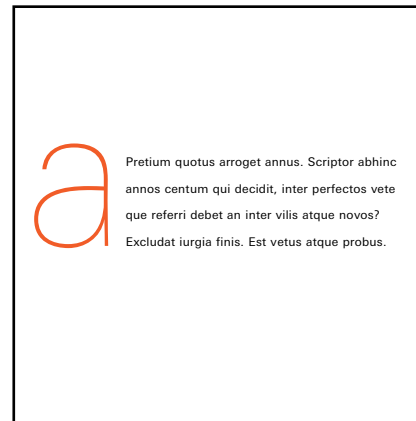 a
Pretium quotus arroget annus. Scriptor abhinc
annos centum qui decidit, inter perfectos vete
que referri debet an inter vilis atque novos?
Excludat iurgia finis. Est vetus atque probus.